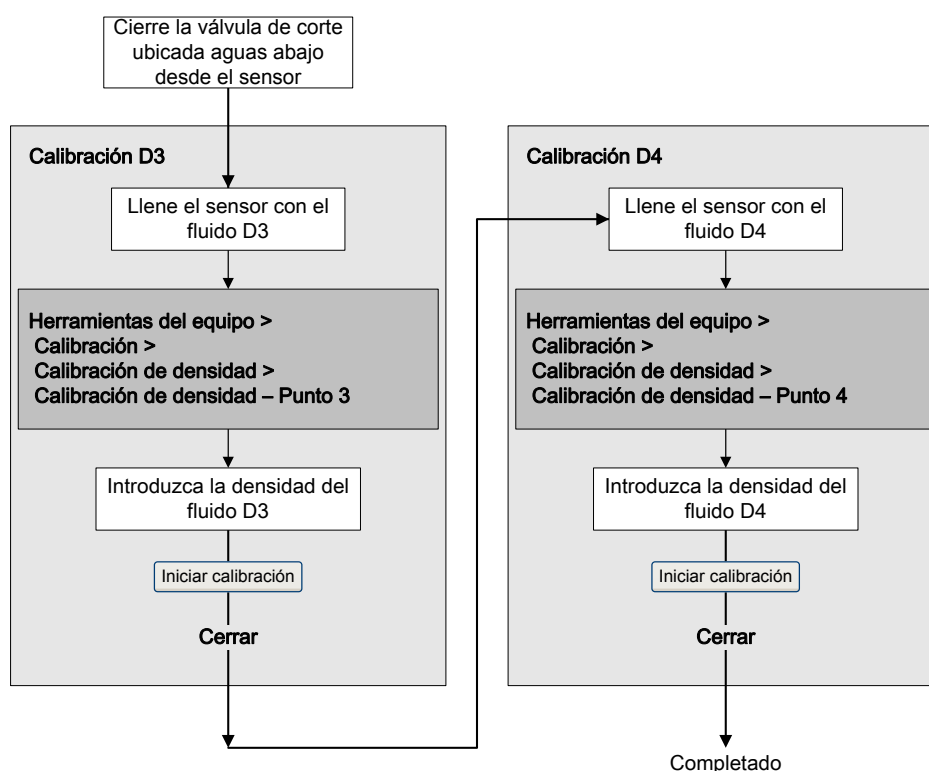 Cierre la válvula de corte
ubicada aguas abajo
desde el sensor
Calibración D3
Llene el sensor con el
fluido D3
Herramientas del equipo >
Calibración >
Calibración de densidad >
Calibración de densidad – Punto 3
Introduzca la densidad del
fluido D3
Iniciar calibración
Cerrar
Calibración D4
Llene el sensor con el
fluido D4
Herramientas del equipo >
Calibración >
Calibración de densidad >
Calibración de densidad – Punto 4
Introduzca la densidad del
fluido D4
Iniciar calibración
Cerrar
Completado